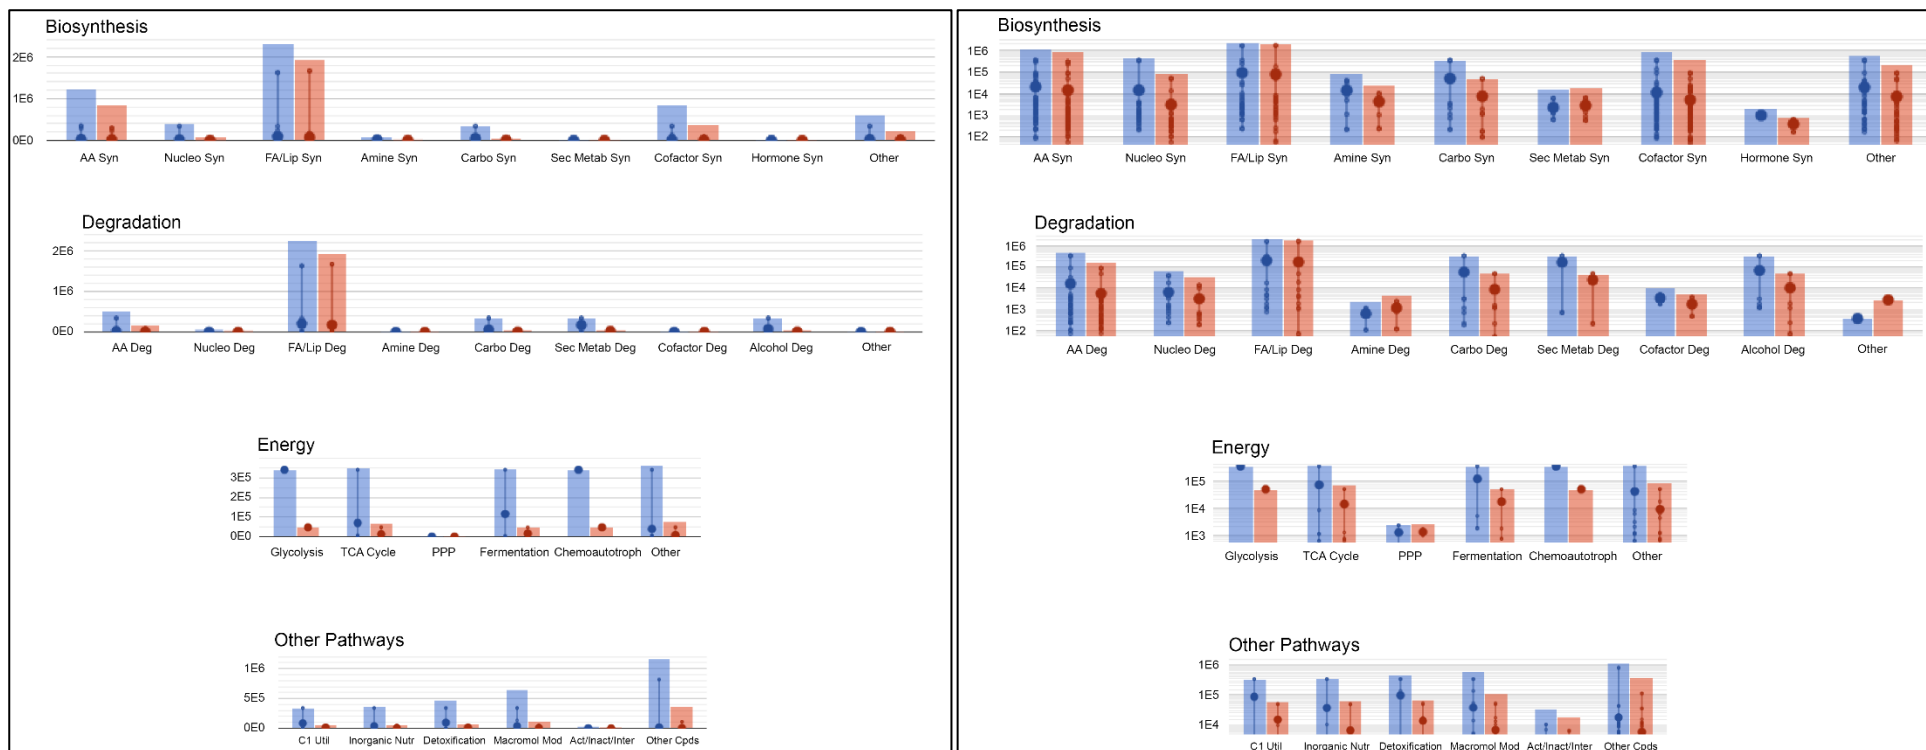 Biosynthesis
2E6
1E6
0E0
AA Syn Nucleo Syn FA/Lip Syn Amine Syn Carbo Syn Sec Metab Syn Cofactor Syn Hormone Syn Other
Degradation
2E6
1E6
0E0
AA Deg Nucleo Deg FA/Lip Deg Amine Deg Carbo Deg Sec Metab Deg Cofactor Deg Alcohol Deg Other
Energy
3E5
2E5
1E5
0E0
Glycolysis TCA Cycle PPP Fermentation Chemoautotroph Other
Other Pathways
1E6
5E5
0E0
C1 Util Inorganic Nutr Detoxification Macromol Mod Act/Inact/Inter Other Cpds
Biosynthesis
1E6
1E5
1E4
1E3
1E2
AA Syn Nucleo Syn FA/Lip Syn Amine Syn Carbo Syn Sec Metab Syn Cofactor Syn Hormone Syn Other
Degradation
1E6
1E5
1E4
1E3
1E2
AA Deg Nucleo Deg FA/Lip Deg Amine Deg Carbo Deg Sec Metab Deg Cofactor Deg Alcohol Deg Other
Energy
1E5
1E4
1E3
Glycolysis TCA Cycle PPP Fermentation Chemoautotroph Other
Other Pathways
1E6
1E5
1E4
C1 Util Inorganic Nutr Detoxification Macromol Mod Act/Inact/Inter Other Cpds